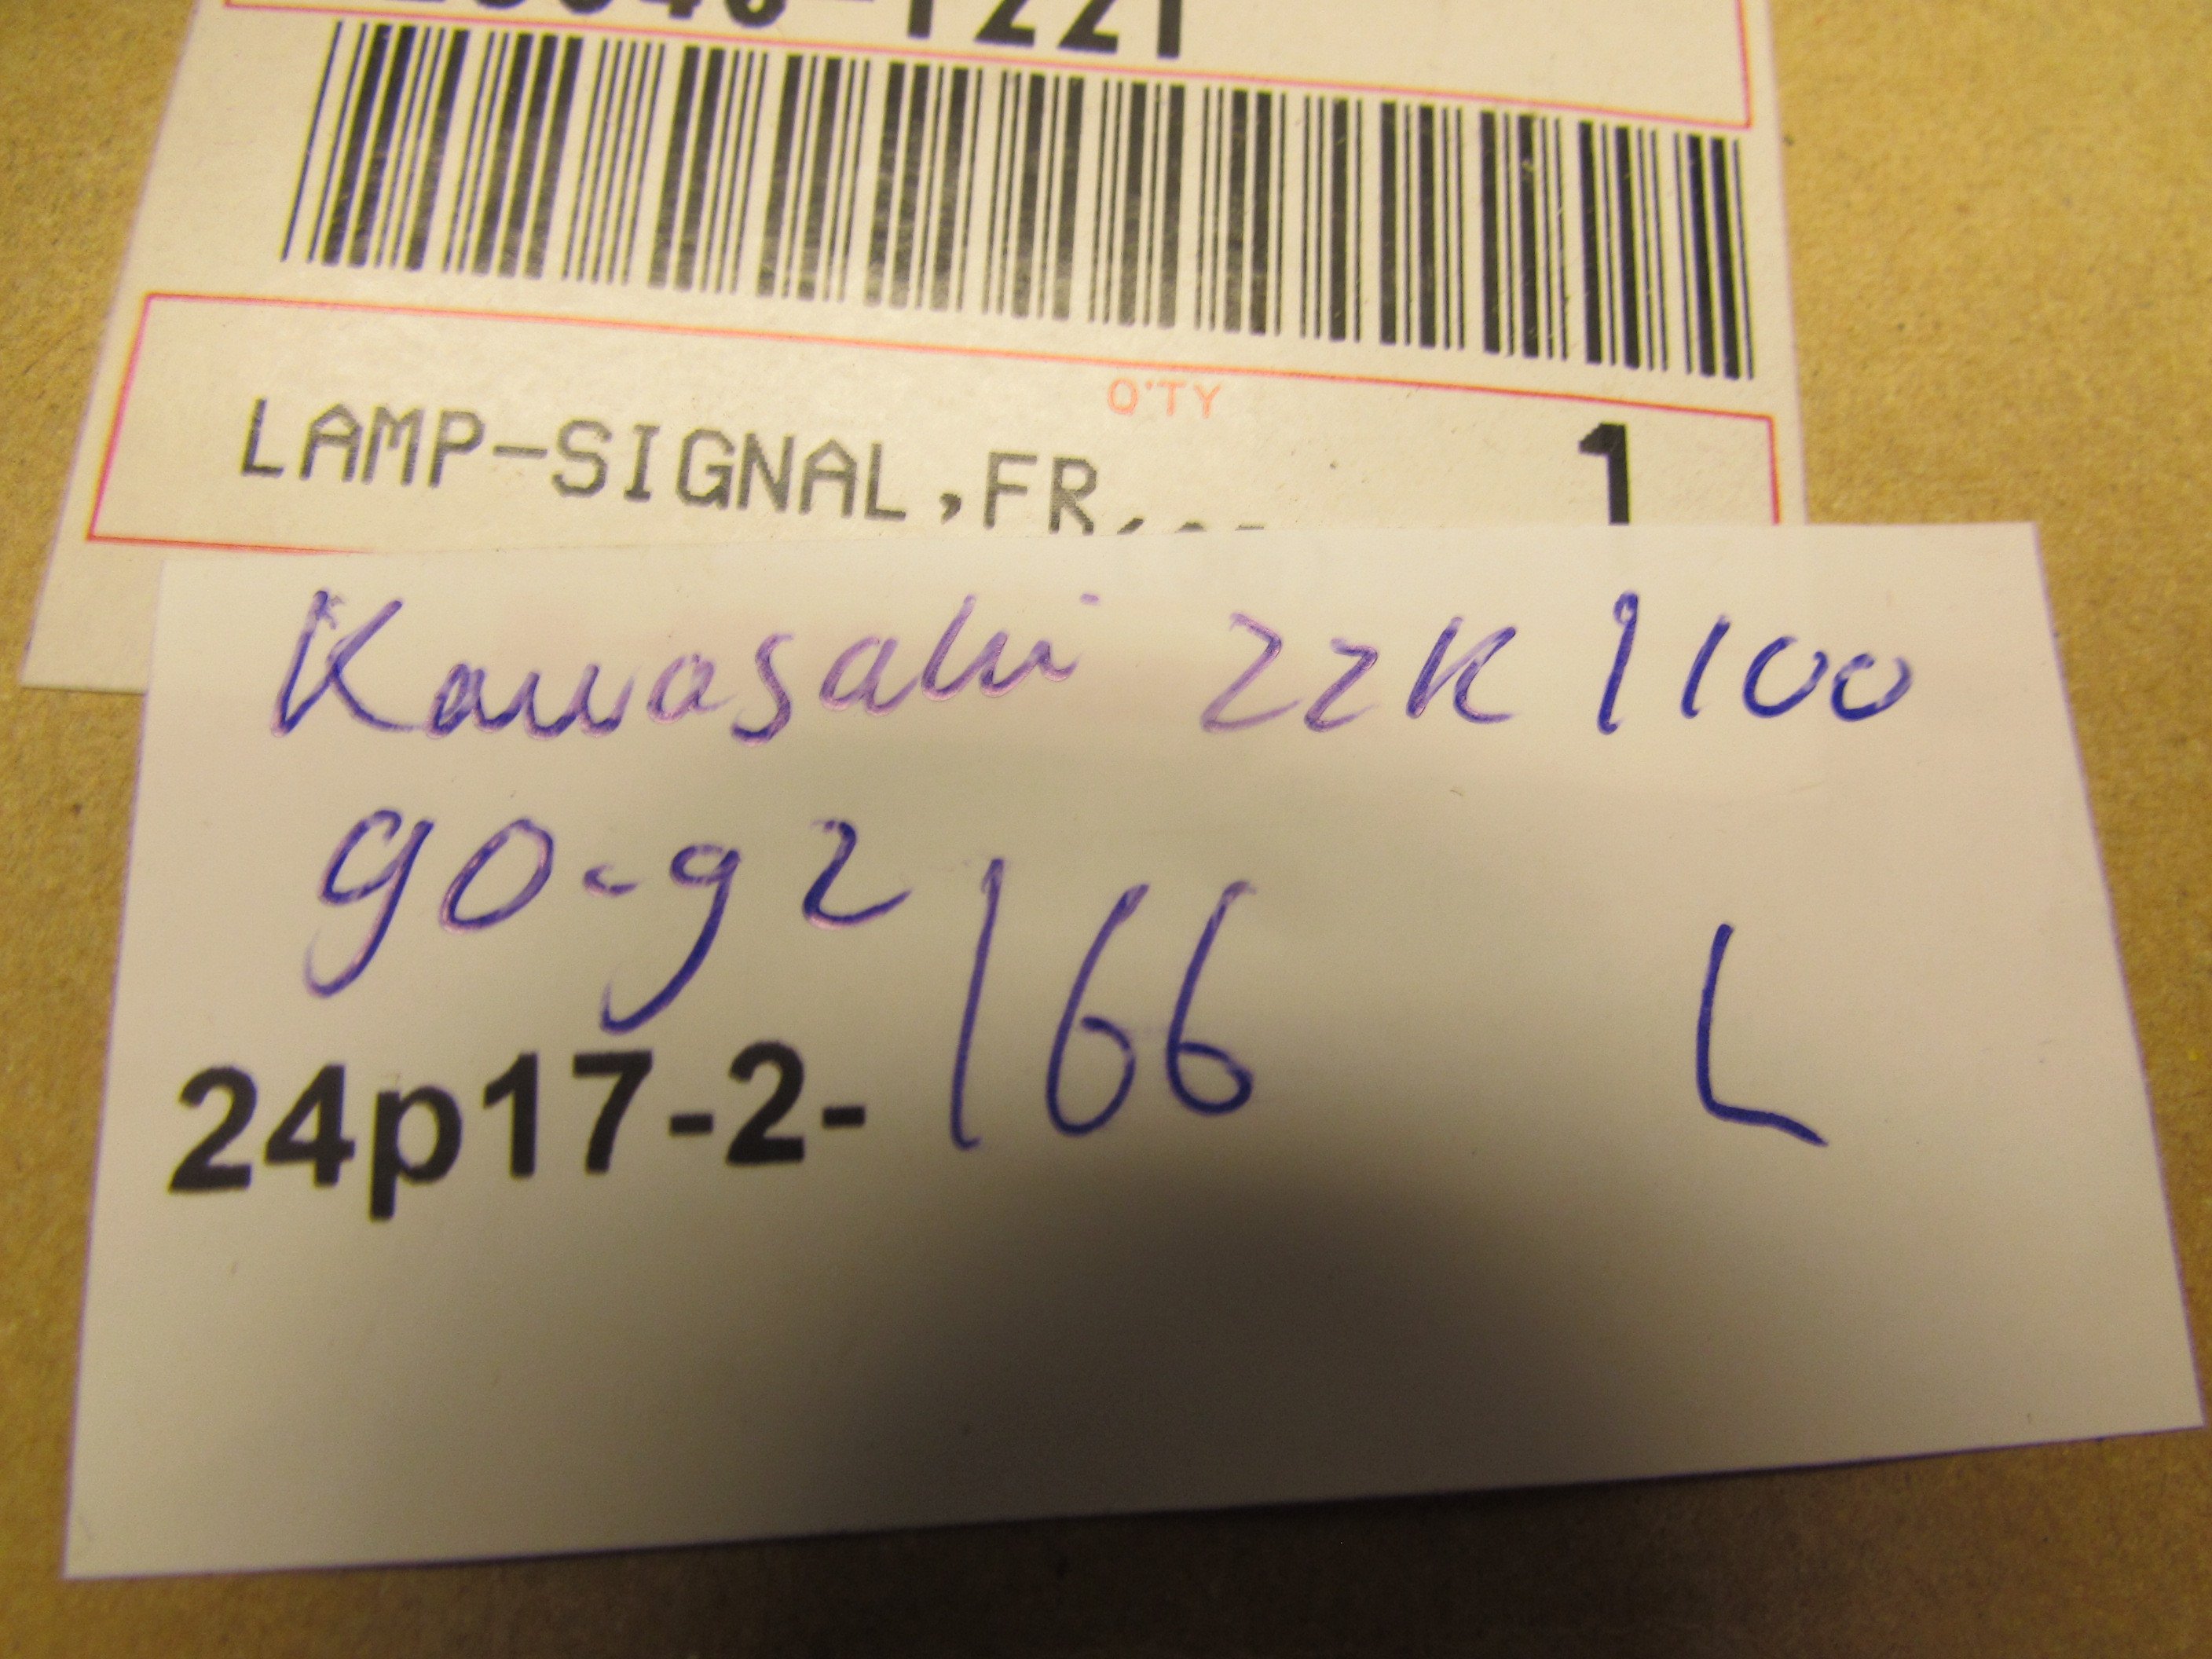 Q'TY
LAMP-SIGNAL,FR 1
Kawasaki ZZR 1100
90-92
24p17-2-166 L